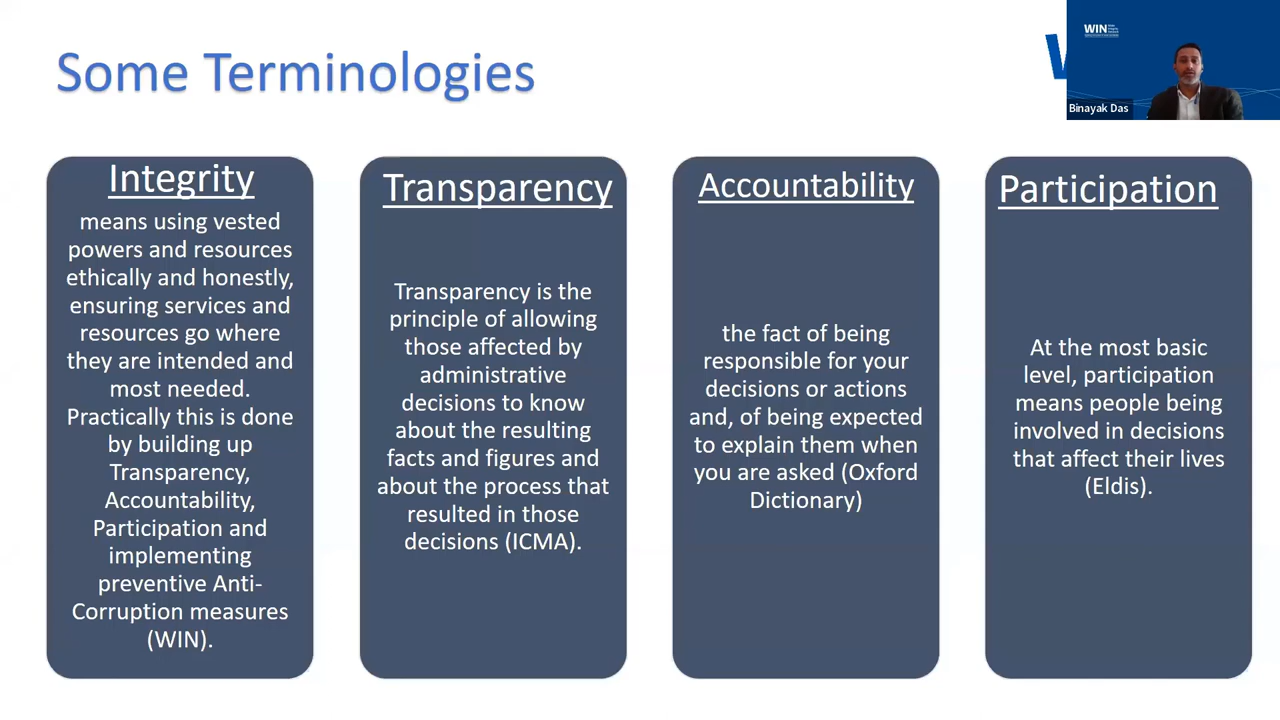 Some Terminologies
WIN
Binayak Das
Integrity
means using vested
powers and resources
ethically and honestly,
ensuring services and
resources go where
they are intended and
most needed.
Practically this is done
by building up
Transparency,
Accountability,
Participation and
implementing
preventive Anti-
Corruption measures
(WIN).
Transparency
Transparency is the
principle of allowing
those affected by
administrative
decisions to know
about the resulting
facts and figures and
about the process that
resulted in those
decisions (ICMA).
Accountability
the fact of being
responsible for your
decisions or actions
and, of being expected
to explain them when
you are asked (Oxford
Dictionary)
Participation
At the most basic
level, participation
means people being
involved in decisions
that affect their lives
(Eldis).